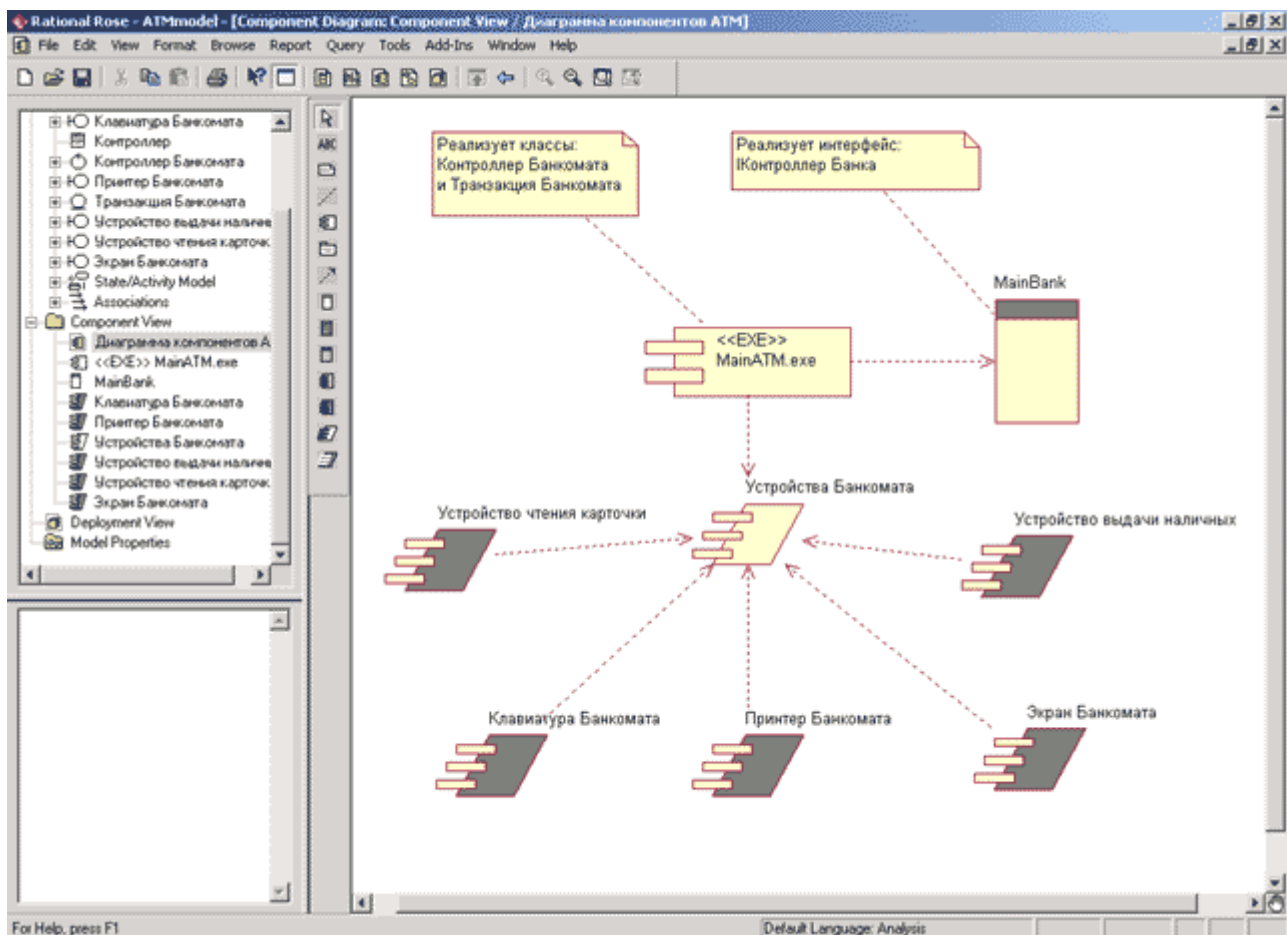 Rational Rose - ATMmodel - [Component Diagram: Component View / Диаграмма компонентов ATM]
File Edit View Format Browse Report Query Tools Add-Ins Window Help
Клавиатура Банкомата
Контроллер
Контроллер Банкомата
Принтер Банкомата
Транзакция Банкомата
Устройство выдачи наличн
Устройство чтения карточк
Экран Банкомата
State/Activity Model
Associations
Component View
Диаграмма компонентов А
<<EXE>> MainATM.exe
MainBank
Клавиатура Банкомата
Принтер Банкомата
Устройства Банкомата
Устройство выдачи наличн
Устройство чтения карточк
Экран Банкомата
Deployment View
Model Properties
ABC
Реализует классы:
Контроллер Банкомата
и Транзакция Банкомата
Реализует интерфейс:
IКонтроллер Банка
MainBank
<<EXE>>
MainATM.exe
Устройства Банкомата
Устройство чтения карточки
Устройство выдачи наличных
Клавиатура Банкомата
Принтер Банкомата
Экран Банкомата
For Help, press F1
Default Language: Analysis